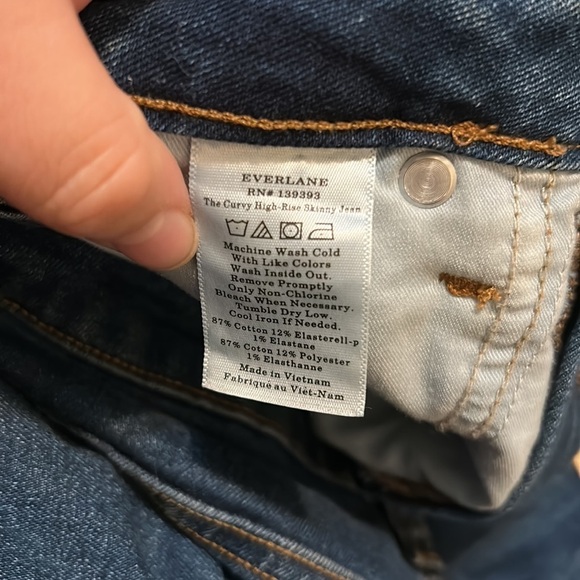 EVERLANE
RN# 139393
The Curvy High-Rise Skinny Jean
Machine Wash Cold
With Like Colors
Wash Inside Out.
Remove Promptly
Only Non-Chlorine
Bleach When Necessary.
Tumble Dry Low.
Cool Iron If Needed.
87% Cotton 12% Elasterell-p
1% Elastane
87% Coton 12% Polyester
1% Elasthanne
Made in Vietnam
Fabriqué au Viêt-Nam